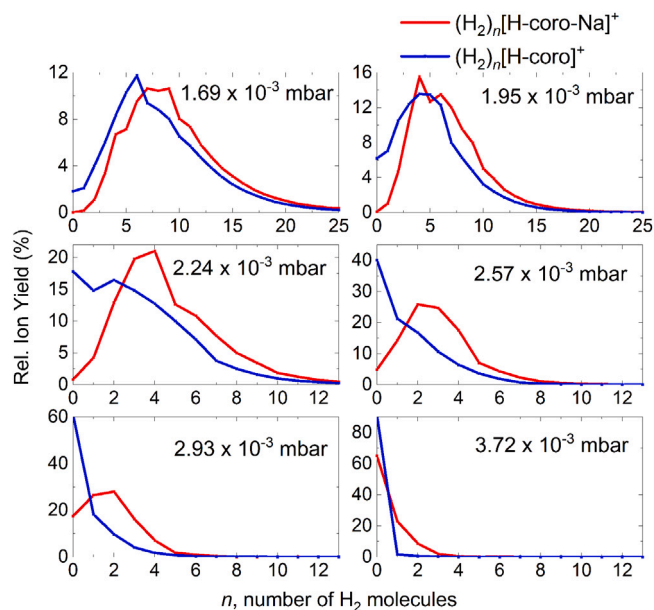 (H₂)ₙ[H-coro-Na]⁺
(H₂)ₙ[H-coro]⁺
Rel. Ion Yield (%)
12
8
4
0
1.69 x 10⁻³ mbar
0 5 10 15 20 25
16
12
8
4
0
1.95 x 10⁻³ mbar
0 5 10 15 20 25
20
15
10
5
0
2.24 x 10⁻³ mbar
0 2 4 6 8 10 12
40
30
20
10
0
2.57 x 10⁻³ mbar
0 2 4 6 8 10 12
60
40
20
0
2.93 x 10⁻³ mbar
0 2 4 6 8 10 12
80
60
40
20
0
3.72 x 10⁻³ mbar
0 2 4 6 8 10 12
n, number of H₂ molecules